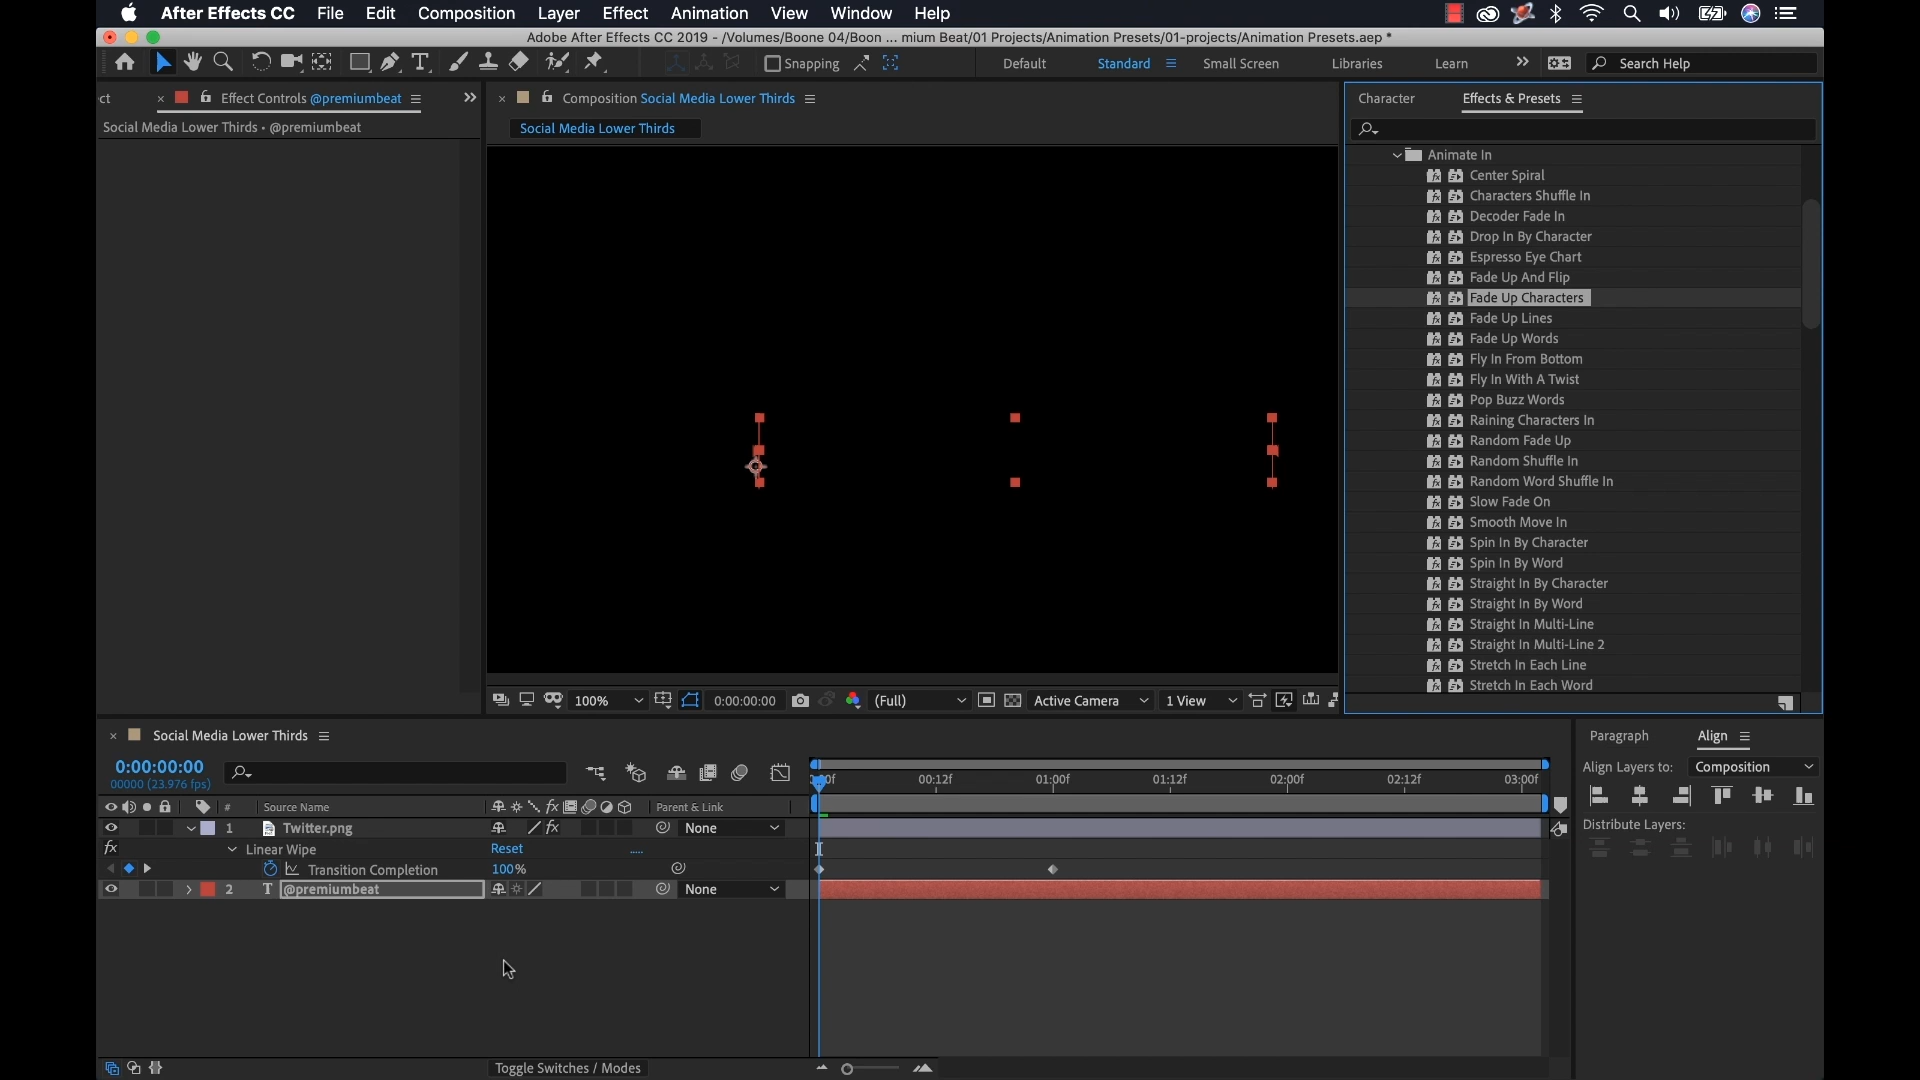 After Effects CC File Edit Composition Layer Effect Animation View Window Help
Adobe After Effects CC 2019 - /Volumes/Boone 04/Boon ... mium Beat/01 Projects/Animation Presets/01-projects/Animation Presets.aep *
Snapping Default Standard Small Screen Libraries Learn Search Help
ct Effect Controls @premiumbeat
Social Media Lower Thirds • @premiumbeat
Composition Social Media Lower Thirds
Social Media Lower Thirds
Character Effects & Presets
Animate In
Center Spiral
Characters Shuffle In
Decoder Fade In
Drop In By Character
Espresso Eye Chart
Fade Up And Flip
Fade Up Characters
Fade Up Lines
Fade Up Words
Fly In From Bottom
Fly In With A Twist
Pop Buzz Words
Raining Characters In
Random Fade Up
Random Shuffle In
Random Word Shuffle In
Slow Fade On
Smooth Move In
Spin In By Character
Spin In By Word
Straight In By Character
Straight In By Word
Straight In Multi-Line
Straight In Multi-Line 2
Stretch In Each Line
Stretch In Each Word
100% 0:00:00:00 (Full) Active Camera 1 View
Social Media Lower Thirds
0:00:00:00
00000 (23.976 fps)
00:12f 01:00f 01:12f 02:00f 02:12f 03:00f
# Source Name Parent & Link
1 Twitter.png None
Linear Wipe Reset .....
Transition Completion 100%
2 T @premiumbeat None
Toggle Switches / Modes
Paragraph Align
Align Layers to: Composition
Distribute Layers: